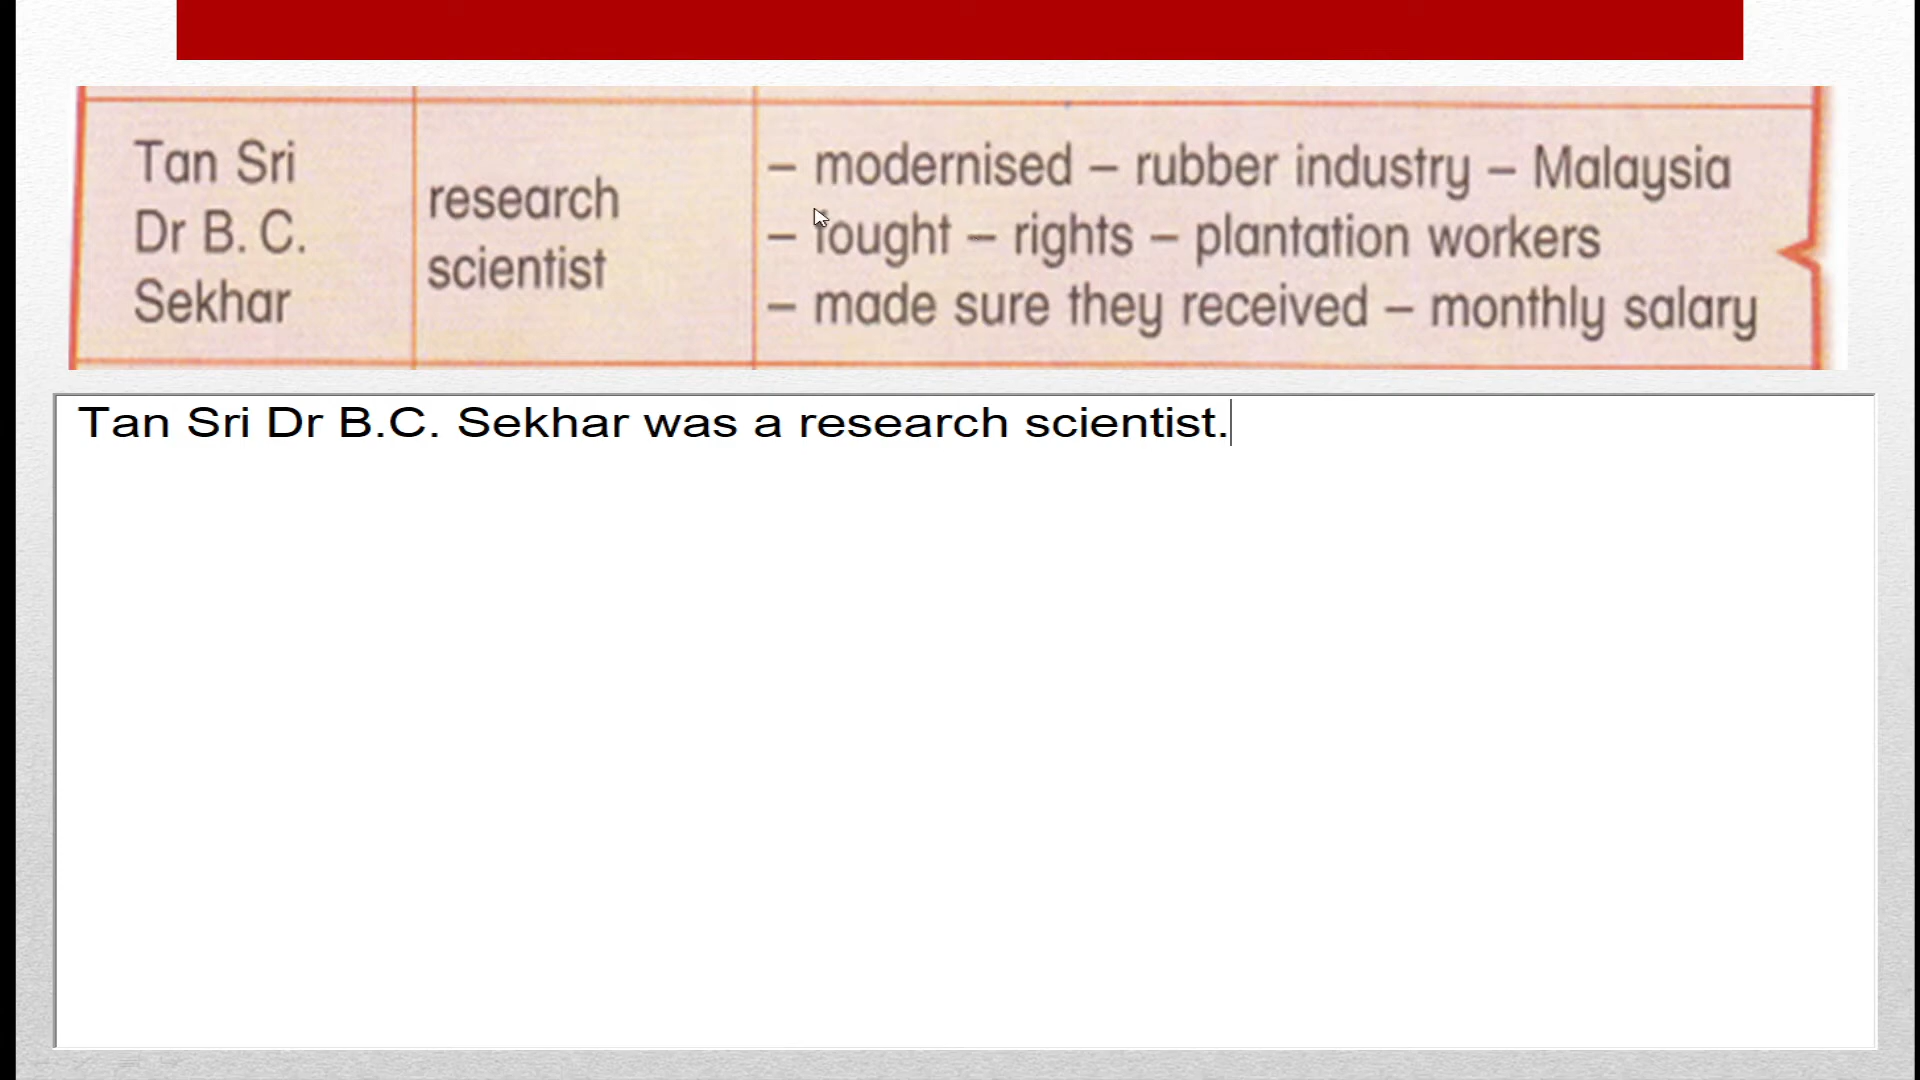 Tan Sri
Dr B. C.
Sekhar
research
scientist
– modernised – rubber industry – Malaysia
– fought – rights – plantation workers
– made sure they received – monthly salary
Tan Sri Dr B.C. Sekhar was a research scientist.